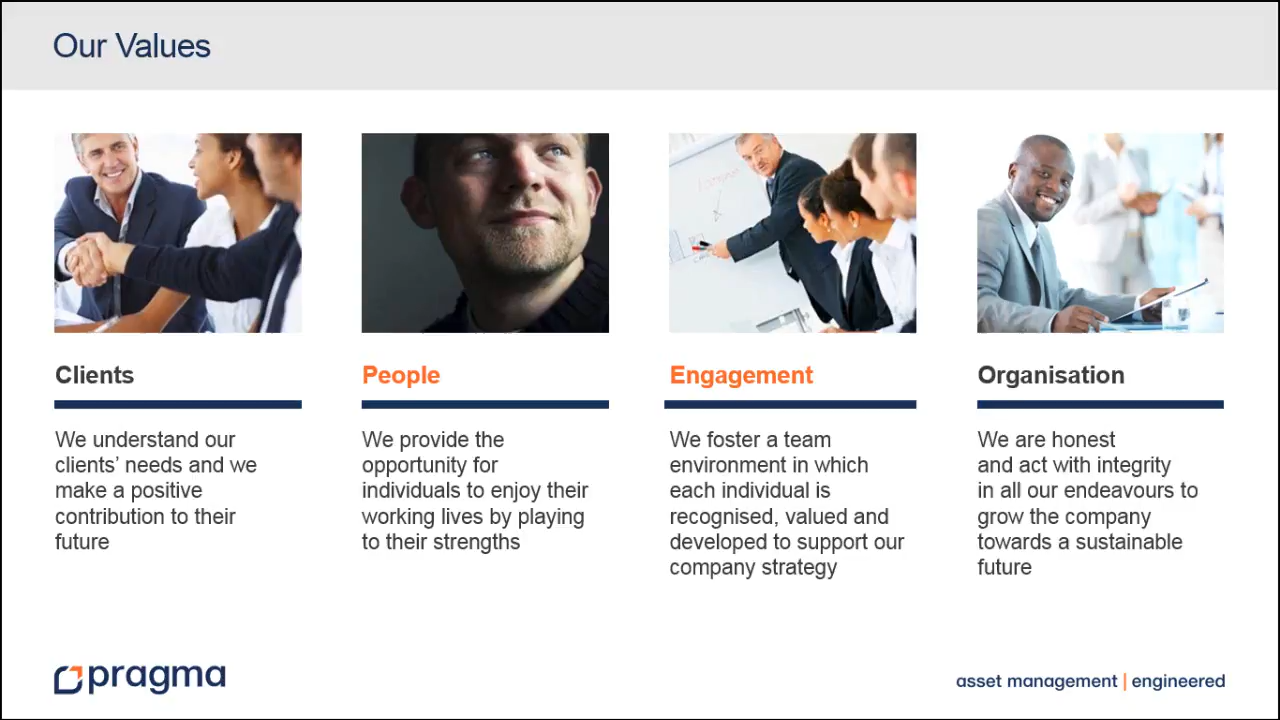 Our Values
Clients
We understand our
clients’ needs and we
make a positive
contribution to their
future
People
We provide the
opportunity for
individuals to enjoy their
working lives by playing
to their strengths
Engagement
We foster a team
environment in which
each individual is
recognised, valued and
developed to support our
company strategy
Organisation
We are honest
and act with integrity
in all our endeavours to
grow the company
towards a sustainable
future
pragma
asset management | engineered